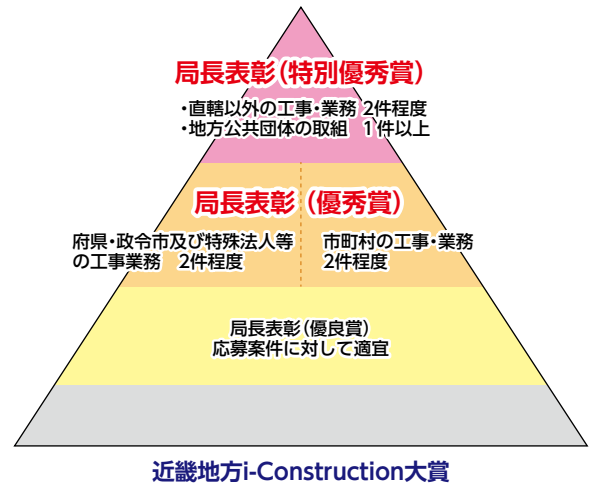 局長表彰（特別優秀賞）
・直轄以外の工事・業務 2件程度
・地方公共団体の取組　1件以上
局長表彰（優秀賞）
府県・政令市及び特殊法人等
の工事業務　2件程度
市町村の工事・業務
2件程度
局長表彰（優良賞）
応募案件に対して適宜
近畿地方i-Construction大賞